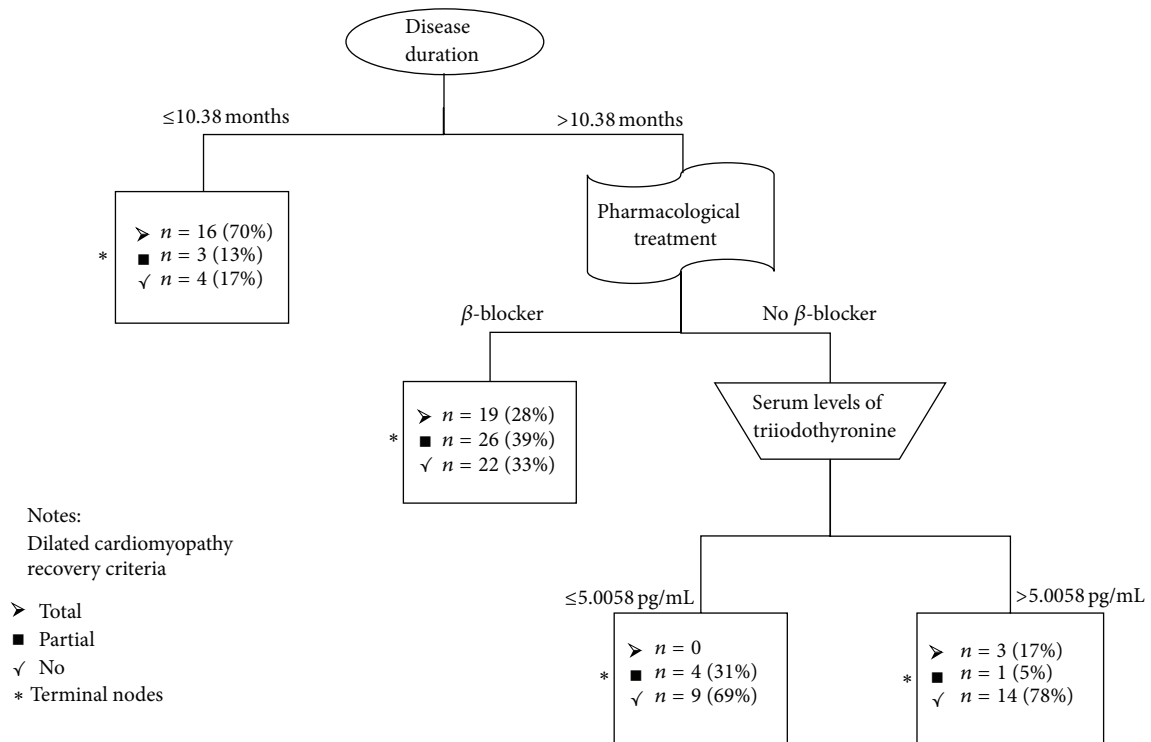 Disease
duration
≤10.38 months
>10.38 months
Pharmacological
treatment
➢ n = 16 (70%)
■ n = 3 (13%)
✓ n = 4 (17%)
*
β-blocker
No β-blocker
➢ n = 19 (28%)
■ n = 26 (39%)
✓ n = 22 (33%)
*
Serum levels of
triiodothyronine
≤5.0058 pg/mL
>5.0058 pg/mL
➢ n = 0
■ n = 4 (31%)
✓ n = 9 (69%)
*
➢ n = 3 (17%)
■ n = 1 (5%)
✓ n = 14 (78%)
*
Notes:
Dilated cardiomyopathy
recovery criteria
➢ Total
■ Partial
✓ No
* Terminal nodes